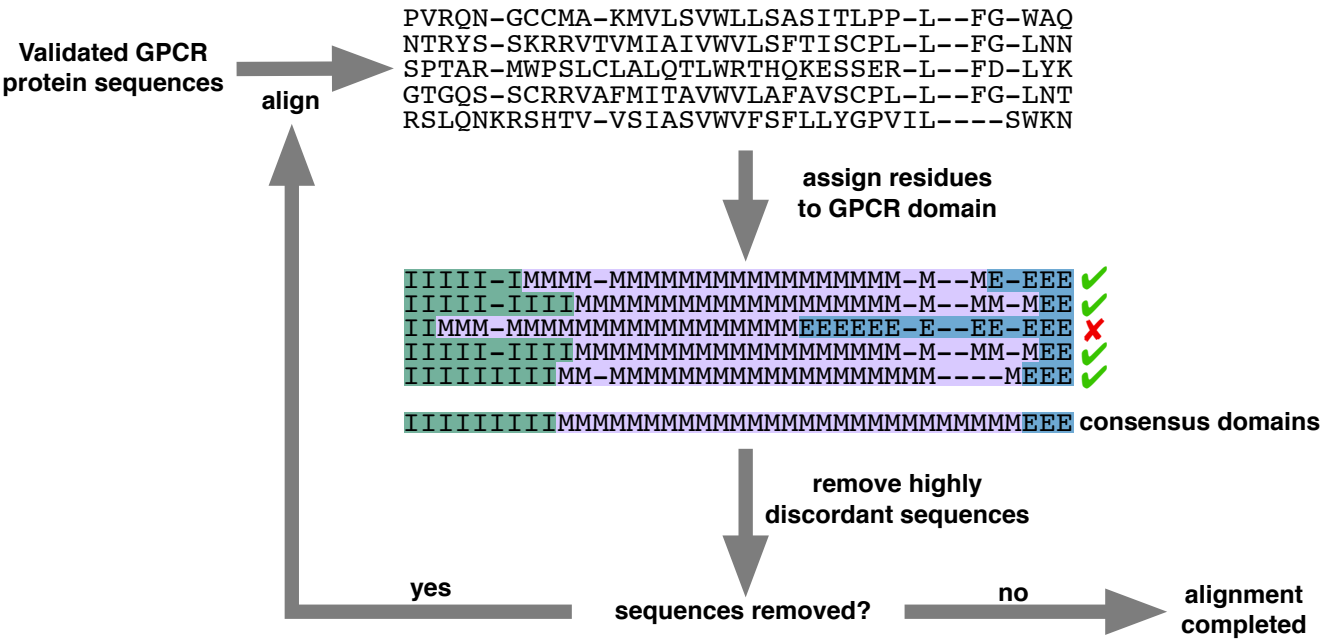 PVRQN-GCCMA-KMVLSVWLLSASITLPP-L--FG-WAQ
NTRYS-SKRRVTVMIAIVWVLSFTISCPL-L--FG-LNN
SPTAR-MWPSLCLALQTLWRTHQKESSER-L--FD-LYK
GTGQS-SCRRVAFMITAVWVLAFAVSCPL-L--FG-LNT
RSLQNKRSHTV-VSIASVWVFSFLLYGPVIL----SWKN
Validated GPCR
protein sequences
align
assign residues
to GPCR domain
IIIII-IMMMM-MMMMMMMMMMMMMMMMM-M--ME-EEE
IIIII-IIIIMMMMMMMMMMMMMMMMMMM-M--MM-MEE
IIMMM-MMMMMMMMMMMMMMMMMEEEEEE-E--EE-EEE
IIIII-IIIIMMMMMMMMMMMMMMMMMMM-M--MM-MEE
IIIIIIIIIMM-MMMMMMMMMMMMMMMMMMM----MEEE
IIIIIIIIIMMMMMMMMMMMMMMMMMMMMMMMMMMMEEE consensus domains
remove highly
discordant sequences
yes
sequences removed?
no
alignment
completed